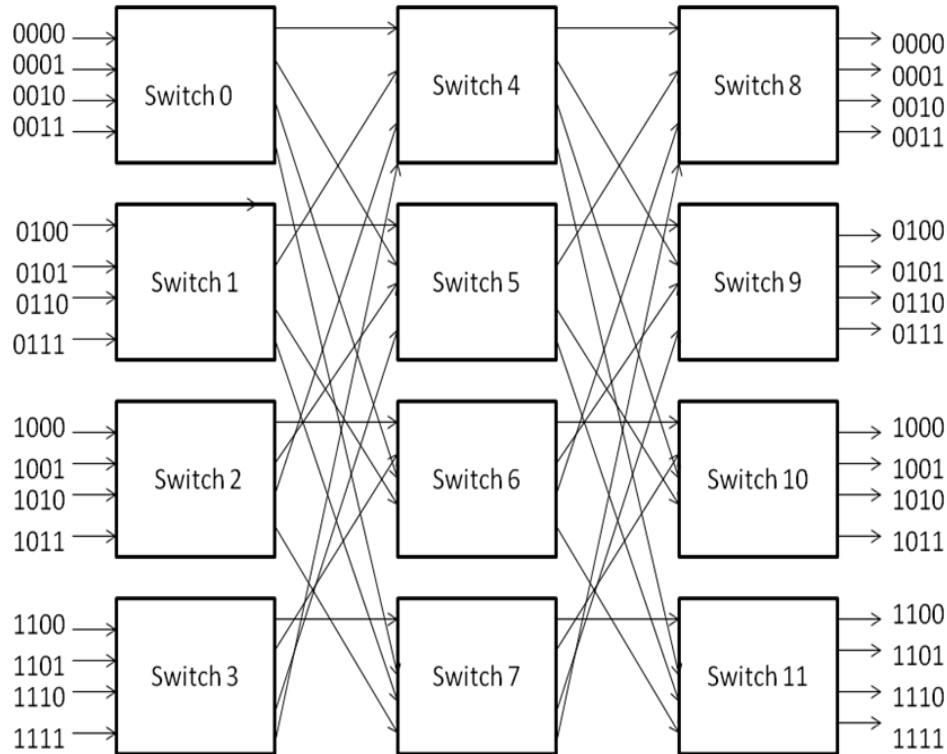 0000
0001
0010
0011
Switch 0
Switch 4
Switch 8
0000
0001
0010
0011
0100
0101
0110
0111
Switch 1
Switch 5
Switch 9
0100
0101
0110
0111
1000
1001
1010
1011
Switch 2
Switch 6
Switch 10
1000
1001
1010
1011
1100
1101
1110
1111
Switch 3
Switch 7
Switch 11
1100
1101
1110
1111